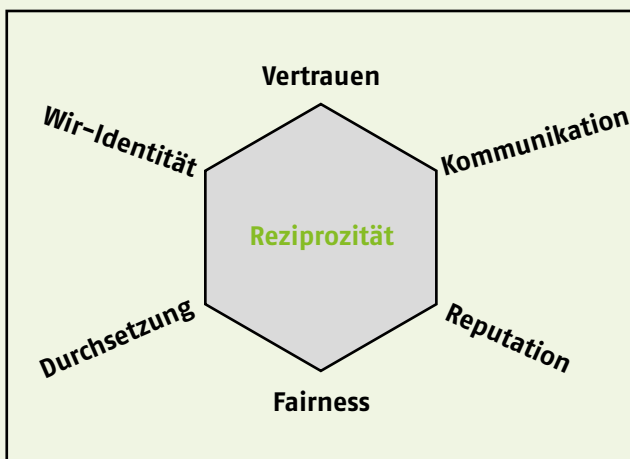 Vertrauen
Wir-Identität
Kommunikation
Reziprozität
Durchsetzung
Reputation
Fairness